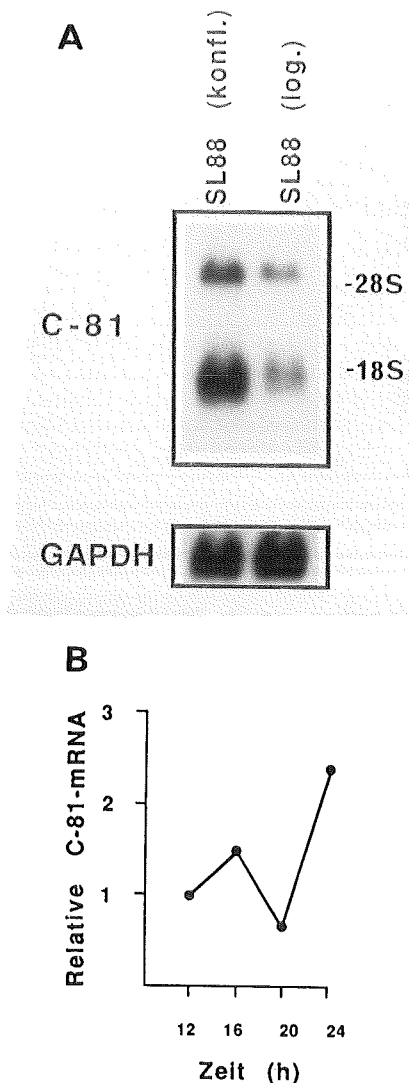 A
SL88 (konfl.)
SL88 (log.)
C-81
-28S
-18S
GAPDH
B
Relative C-81-mRNA
3
2
1
12 16 20 24
Zeit (h)